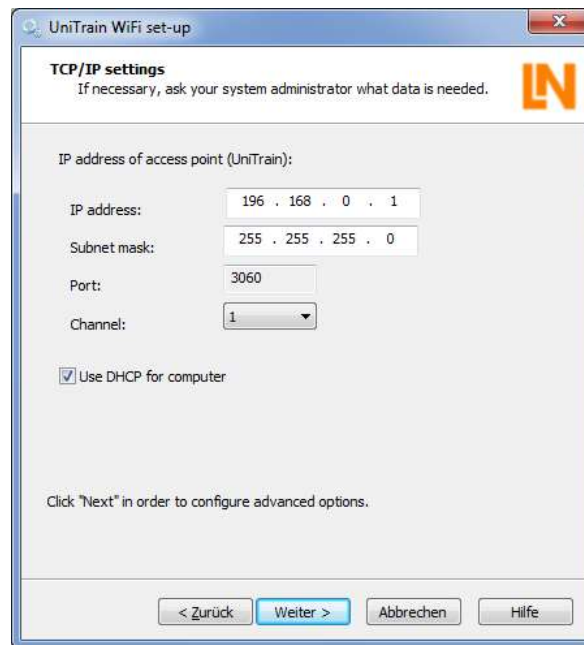 UniTrain WiFi set-up
TCP/IP settings
If necessary, ask your system administrator what data is needed.
LN
IP address of access point (UniTrain):
IP address: 196 . 168 . 0 . 1
Subnet mask: 255 . 255 . 255 . 0
Port: 3060
Channel: 1
Use DHCP for computer
Click "Next" in order to configure advanced options.
< Zurück Weiter > Abbrechen Hilfe